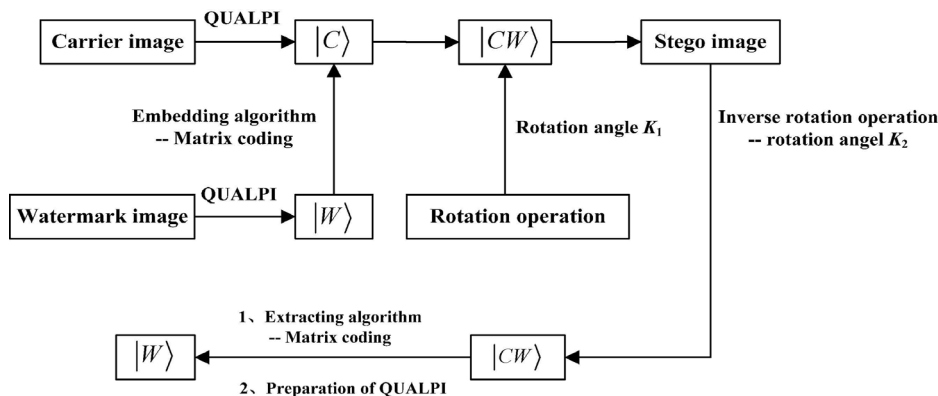 QUALPI
Carrier image
|C⟩
|CW⟩
Stego image
Embedding algorithm
-- Matrix coding
Rotation angle K₁
Inverse rotation operation
-- rotation angel K₂
QUALPI
Watermark image
|W⟩
Rotation operation
1、Extracting algorithm
-- Matrix coding
|W⟩
|CW⟩
2、Preparation of QUALPI